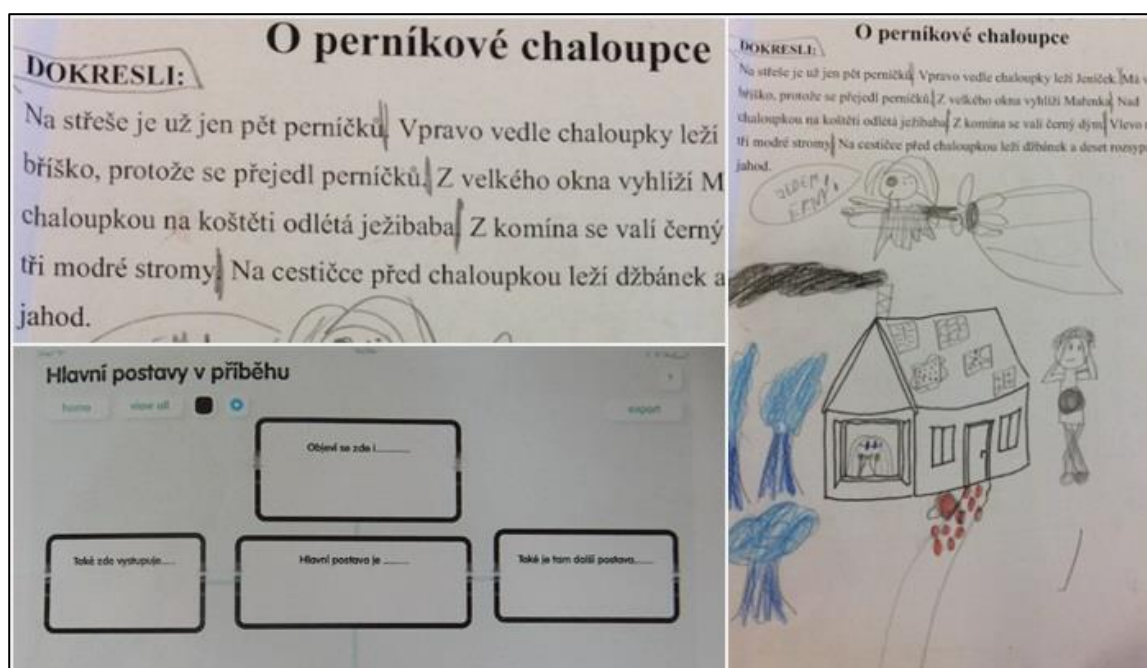 O perníkové chaloupce
DOKRESLI:
Na střeše je už jen pět perníčků. Vpravo vedle chaloupky leží
bříško, protože se přejedl perníčků. Z velkého okna vyhlíží M
chaloupkou na koštěti odlétá ježibaba. Z komína se valí černý
tři modré stromy. Na cestičce před chaloupkou leží džbánek a
jahod.
Hlavní postavy v příběhu
home view all export
Objeví se zde i..........
Také zde vystupuje.....
Hlavní postava je ........
Také je tam další postava.......
O perníkové chaloupce
DOKRESLI:
Na střeše je už jen pět perníčků. Vpravo vedle chaloupky leží Jeníček. Má v
bříško, protože se přejedl perníčků. Z velkého okna vyhlíží Mařenka. Nad
chaloupkou na koštěti odlétá ježibaba. Z komína se valí černý dým. Vlevo
tři modré stromy. Na cestičce před chaloupkou leží džbánek a deset rozsyp
jahod.